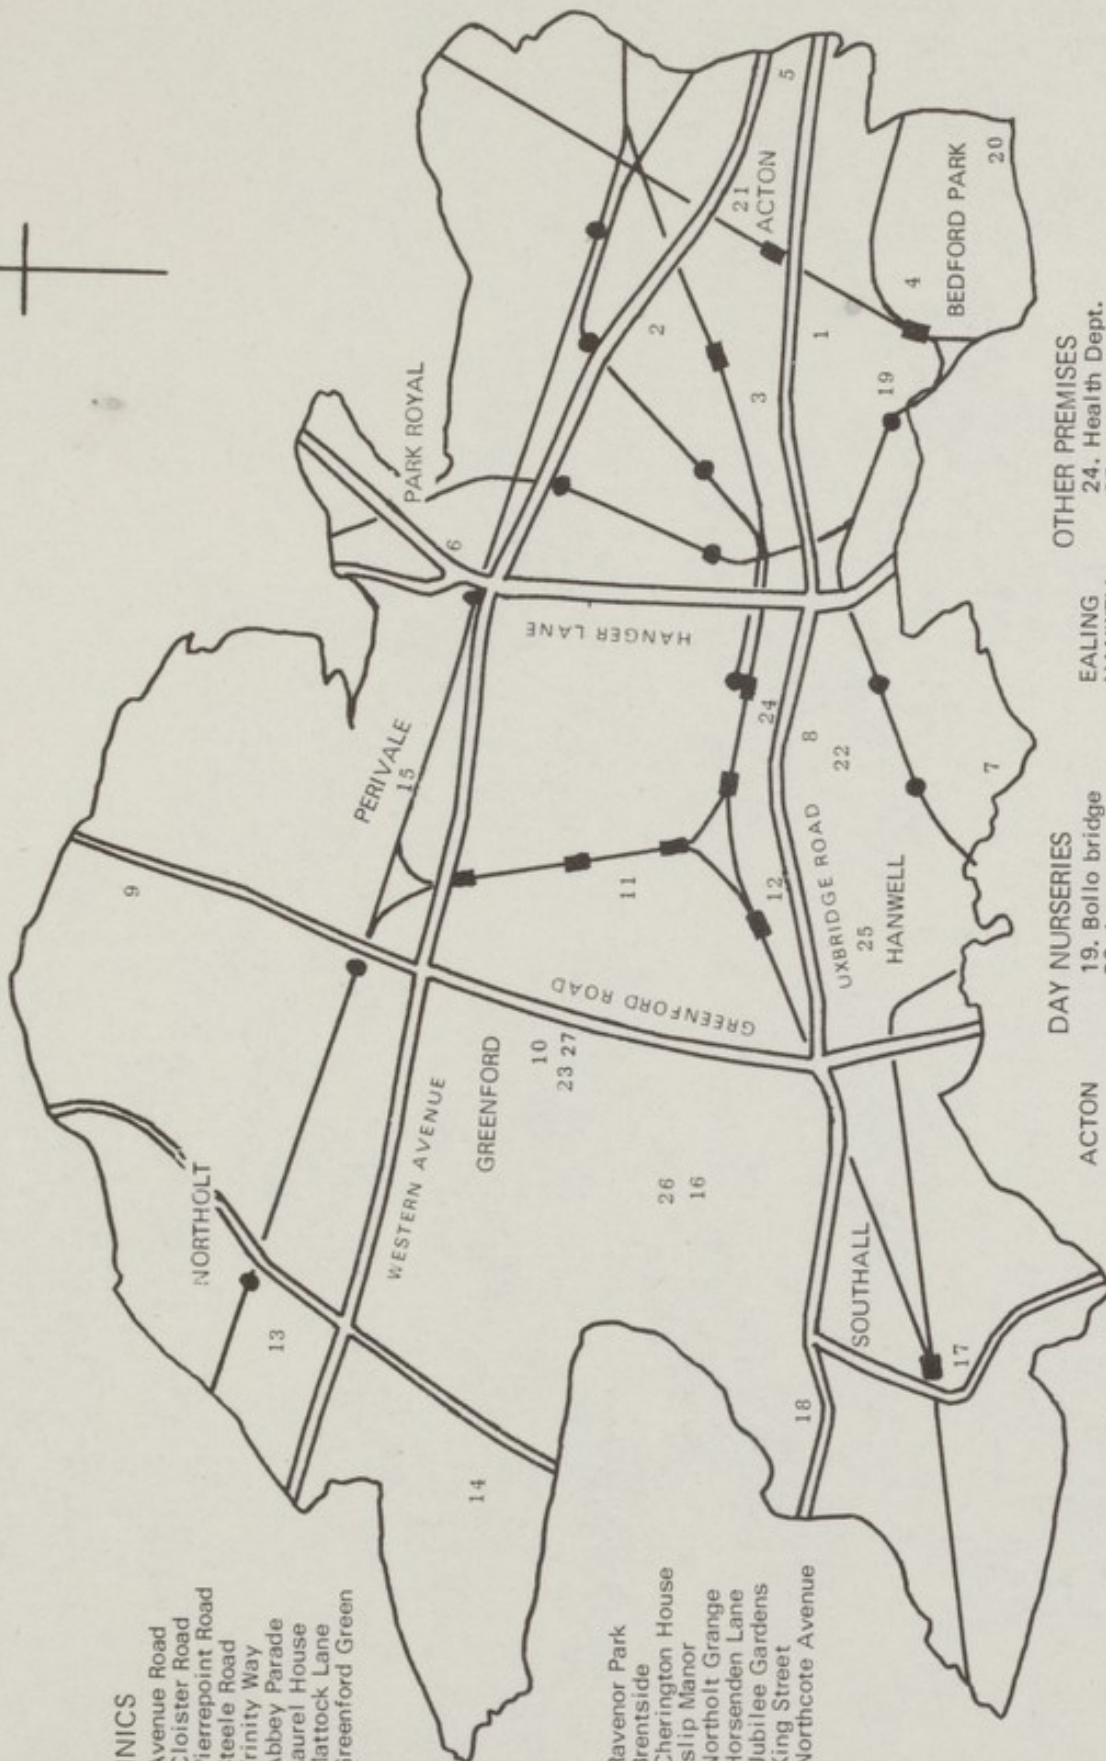 NICS
Avenue Road
Cloister Road
Pierrepoint Road
Steele Road
Trinity Way
Abbey Parade
Laurel House
Mattock Lane
Greenford Green
Ravenor Park
Brentside
Cherington House
Islip Manor
Northolt Grange
Horsenden Lane
Jubilee Gardens
King Street
Northcote Avenue
NORTHOLT
13
14
9
PERIVALE
15
WESTERN AVENUE
GREENFORD
10
23 27
GREENFORD ROAD
26
16
11
12
HANGER LANE
6
PARK ROYAL
2
3
24
21
ACTON
5
1
4
BEDFORD PARK
20
19
8
22
7
UXBRIDGE ROAD
25
HANWELL
SOUTHALL
17
18
ACTON
DAY NURSERIES
19. Bollo bridge
EALING
OTHER PREMISES
24. Health Dept.